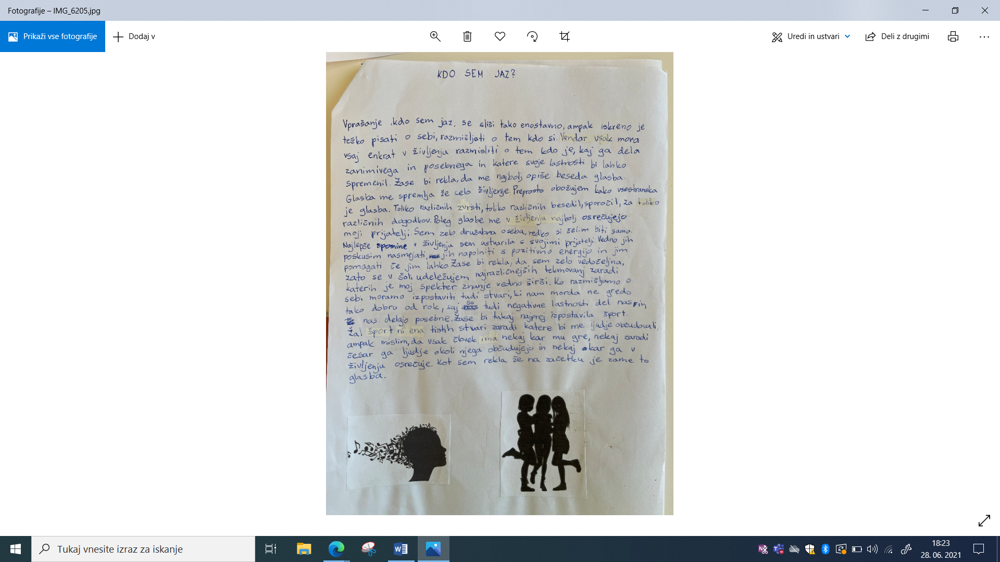 Fotografije – IMG_6205.jpg
Prikaži vse fotografije
Dodaj v
Uredi in ustvari
Deli z drugimi
KDO SEM JAZ?
Vprašanje ,kdo sem jaz, se sliši tako enostavno, ampak iskreno je
težko pisati o sebi, razmišljati o tem kdo si. Vendar vsak mora
vsaj enkrat v življenju razmisliti o tem kdo je, kaj ga dela
zanimivega in posebnega in katere svoje lastnosti bi lahko
spremenil. Zase bi rekla, da me najbolj opiše beseda glasba.
Glasba me spremlja že celo življenje. Preprosto obožujem kako vsestranska
je glasba. Toliko različnih zvrsti, toliko različnih besedil, sporočil, za toliko
različnih dogodkov. Poleg glasbe me v življenju najbolj osrečujejo
moji prijatelji. Sem zelo družabna oseba, redko si želim biti sama.
Najlepše spomine v življenju sem ustvarila s svojimi prijatelji. Vedno jih
poskusim nasmejati, jih napolniti s pozitivno energijo in jim
pomagati če jim lahko. Zase bi rekla, da sem zelo vedoželjna,
zato se v šoli udeležujem najrazličnejših tekmovanj zaradi
katerih je moj spekter znanje vedno širši. Ko razmišljamo o
sebi moramo izpostaviti tudi stvari, ki nam morda ne gredo
tako dobro od rok, saj so tudi negativne lastnosti del nas in
nas delajo posebne. Zase bi tukaj najprej izpostavila šport.
Žal šport ni ena tistih stvari zaradi katere bi me ljudje občudovali,
ampak mislim, da vsak človek ima nekaj kar mu gre, nekaj zaradi
česar ga ljudje okoli njega občudujejo in nekaj kar ga v
življenju osrečuje. Kot sem rekla že na začetku je zame to
glasba.
Tukaj vnesite izraz za iskanje
18:23
28. 06. 2021